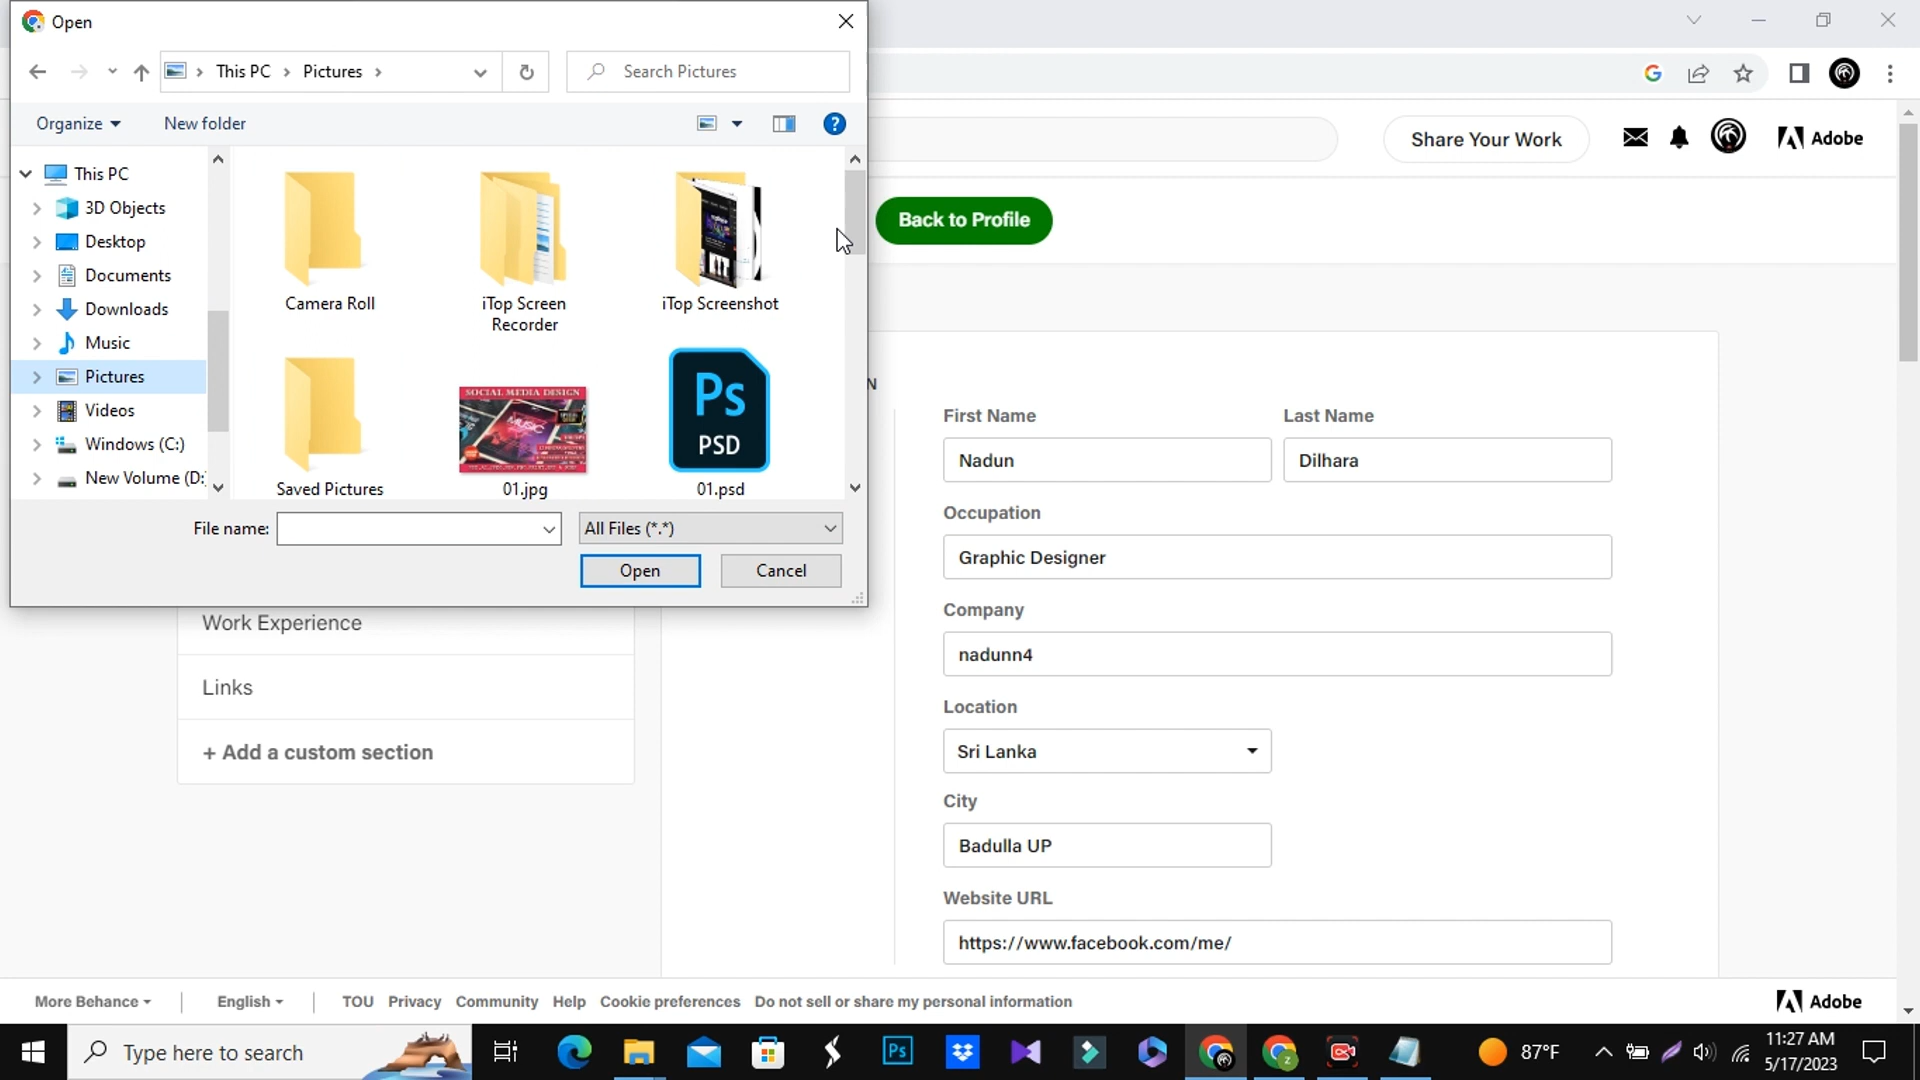 Open
This PC
Pictures
Search Pictures
Organize
New folder
This PC
3D Objects
Desktop
Documents
Downloads
Music
Pictures
Videos
Windows (C:)
New Volume (D:
Camera Roll
iTop Screen
Recorder
iTop Screenshot
Saved Pictures
SOCIAL MEDIA DESIGN
MUSIC
01.jpg
Ps
PSD
01.psd
File name:
All Files (*.*)
Open
Cancel
Share Your Work
Adobe
Back to Profile
N
First Name
Last Name
Nadun
Dilhara
Occupation
Graphic Designer
Company
nadunn4
Location
Sri Lanka
City
Badulla UP
Website URL
https://www.facebook.com/me/
Work Experience
Links
+ Add a custom section
More Behance
English
TOU
Privacy
Community
Help
Cookie preferences
Do not sell or share my personal information
Adobe
Type here to search
Ps
z
87°F
11:27 AM
5/17/2023